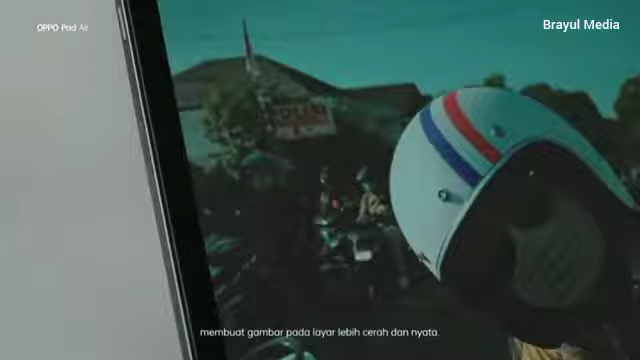 OPPO Pad Air
Brayul Media
membuat gambar pada layar lebih cerah dan nyata.